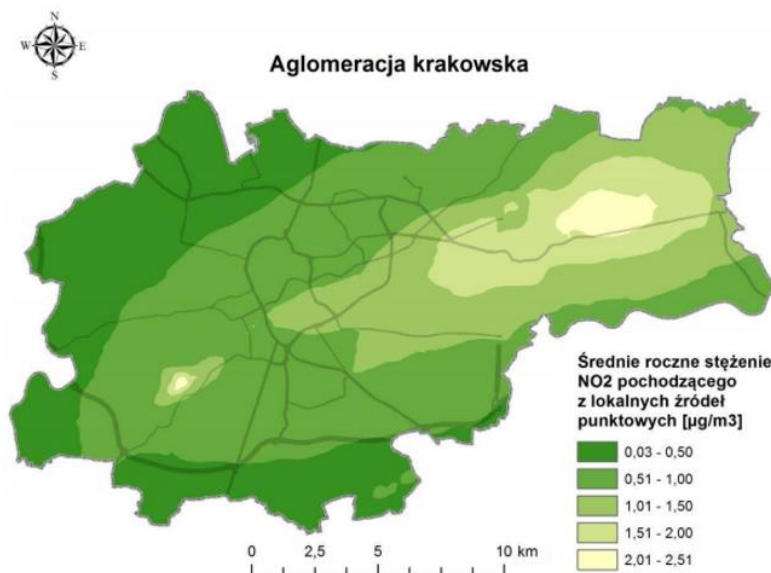 N
W E
S
Aglomeracja krakowska
Średnie roczne stężenie
NO2 pochodzącego
z lokalnych źródeł
punktowych [µg/m3]
0,03 - 0,50
0,51 - 1,00
1,01 - 1,50
1,51 - 2,00
2,01 - 2,51
0 2,5 5 10 km